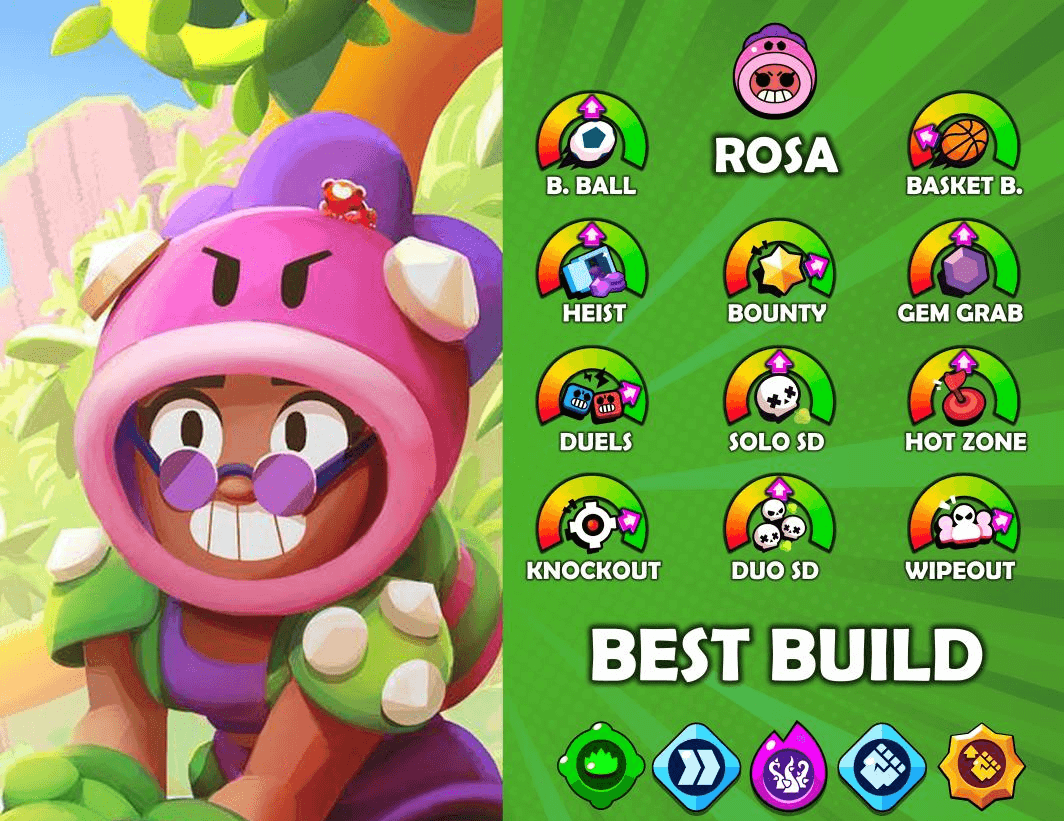 ROSA
B. BALL
BASKET B.
HEIST
BOUNTY
GEM GRAB
DUELS
SOLO SD
HOT ZONE
KNOCKOUT
DUO SD
WIPEOUT
BEST BUILD